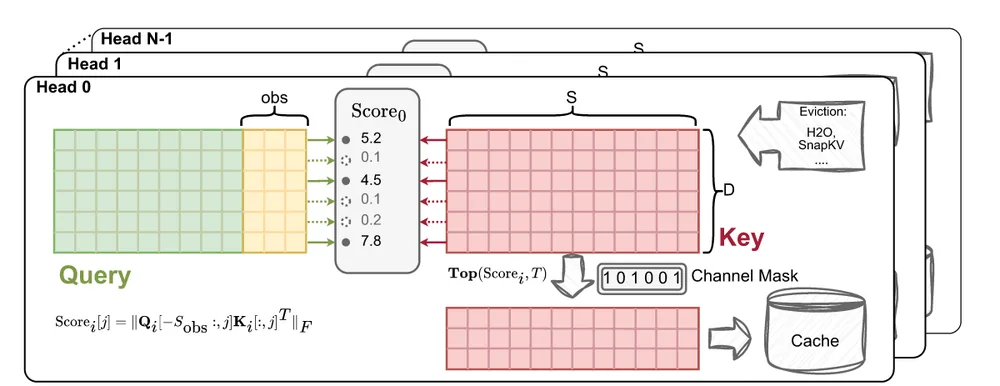 Head N-1
S
Head 1
S
Head 0
obs
Score0
S
Eviction:
H2O,
SnapKV
....
5.2
0.1
4.5
0.1
0.2
7.8
D
Key
Query
Top(Scorei, T)
1 0 1 0 0 1
Channel Mask
Scorei[j] = ‖Qi[−Sobs :, j]Ki[:, j]^T‖F
Cache